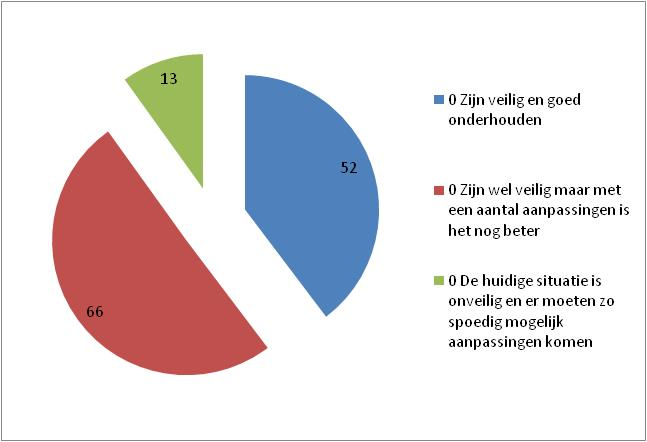 13
52
66
0 Zijn veilig en goed
onderhouden
0 Zijn wel veilig maar met
een aantal aanpassingen is
het nog beter
0 De huidige situatie is
onveilig en er moeten zo
spoedig mogelijk
aanpassingen komen